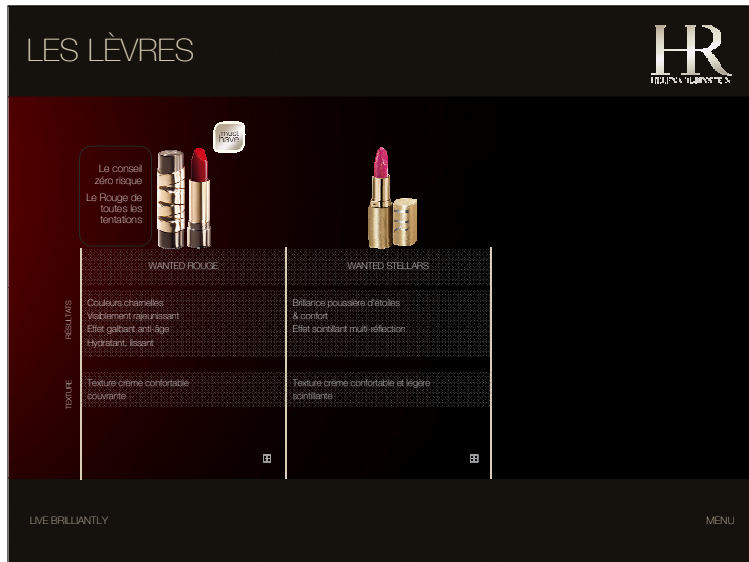 LES LÈVRES
HR
must
have
Le conseil
zéro risque
Le Rouge de
toutes les
tentations
WANTED ROUGE
WANTED STELLARS
RÉSULTATS
Couleurs charnelles
Visiblement rajeunissant
Effet galbant anti-âge
Hydratant, lissant
Brillance poussière d'étoiles
& confort
Effet scintillant multi-réflection
TEXTURE
Texture crème confortable
couvrante
Texture crème confortable et légère
scintillante
LIVE BRILLIANTLY
MENU